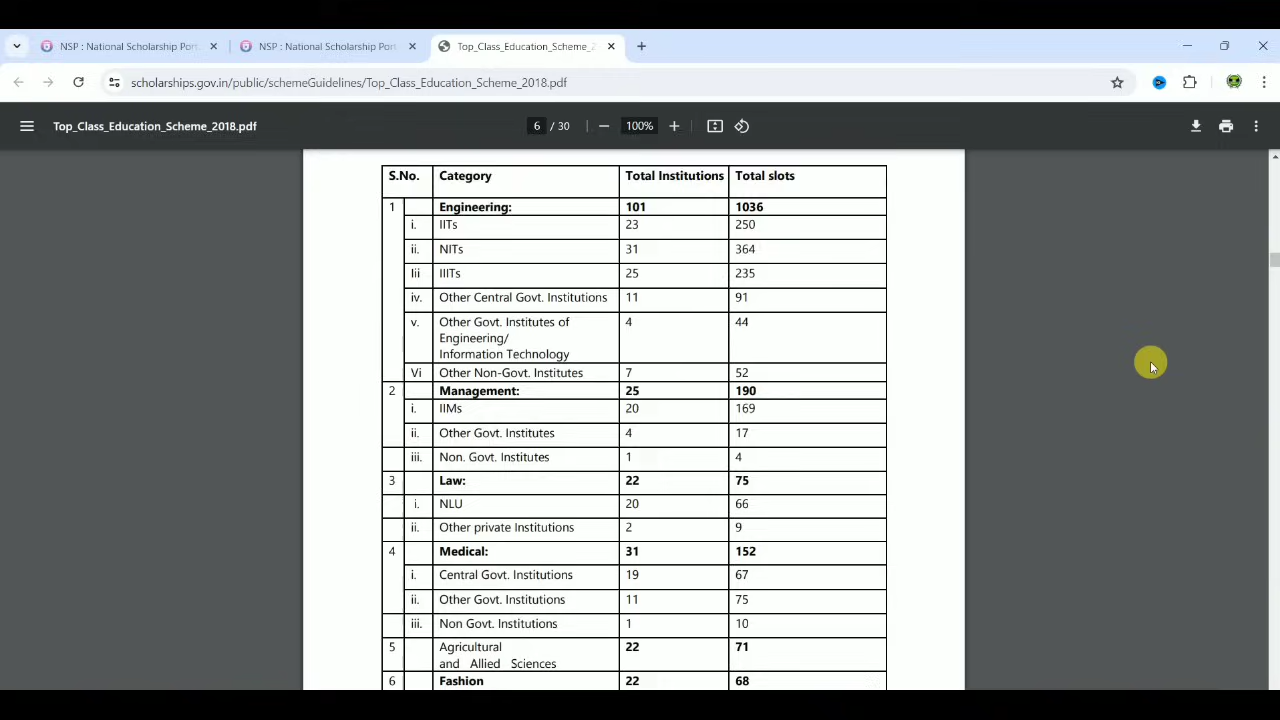 NSP : National Scholarship Port
NSP : National Scholarship Port
Top_Class_Education_Scheme_2
scholarships.gov.in/public/schemeGuidelines/Top_Class_Education_Scheme_2018.pdf
Top_Class_Education_Scheme_2018.pdf 6 / 30 100%
S.No. Category Total Institutions Total slots
1 Engineering: 101 1036
i. IITs 23 250
ii. NITs 31 364
Iii IIITs 25 235
iv. Other Central Govt. Institutions 11 91
v. Other Govt. Institutes of 4 44
Engineering/
Information Technology
Vi Other Non-Govt. Institutes 7 52
2 Management: 25 190
i. IIMs 20 169
ii. Other Govt. Institutes 4 17
iii. Non. Govt. Institutes 1 4
3 Law: 22 75
i. NLU 20 66
ii. Other private Institutions 2 9
4 Medical: 31 152
i. Central Govt. Institutions 19 67
ii. Other Govt. Institutions 11 75
iii. Non Govt. Institutions 1 10
5 Agricultural 22 71
and Allied Sciences
6 Fashion 22 68